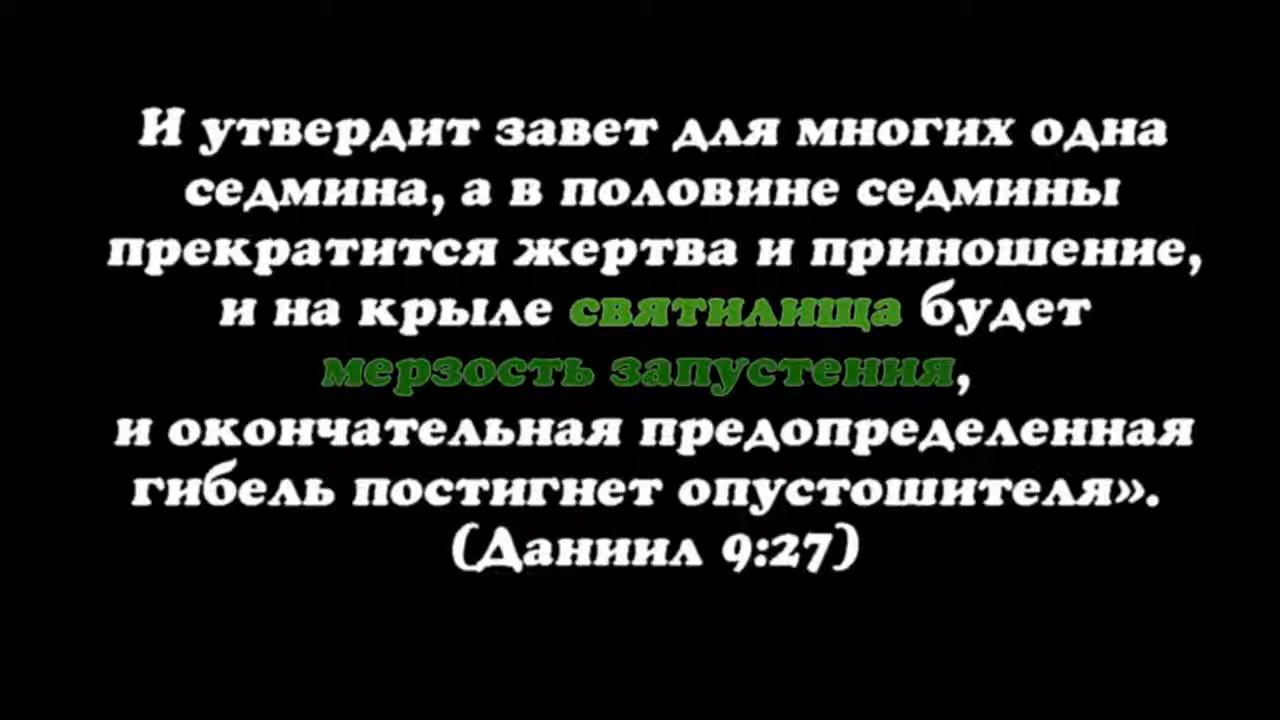 И утвердит завет для многих одна
седмина, а в половине седмины
прекратится жертва и приношение,
и на крыле святилища будет
мерзость запустения,
и окончательная предопределенная
гибель постигнет опустошителя».
(Даниил 9:27)